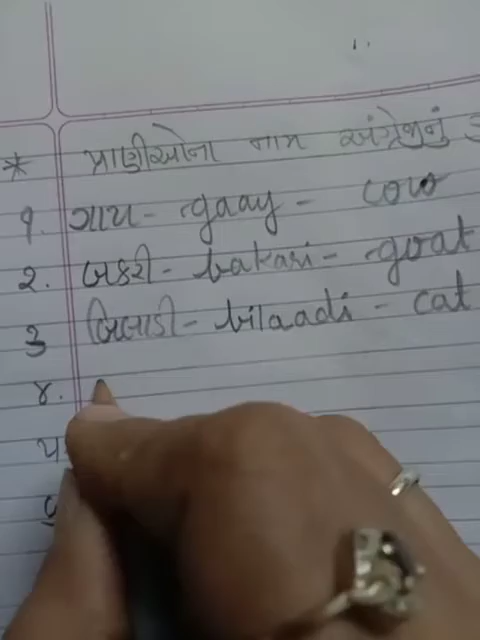 * પ્રાણીઓના નામ અંગ્રેજીનું
૧. ગાય - gaay - cow
૨. બકરી - bakari - goat
૩ બિલાડી - bilaadi - cat
૪.
૫